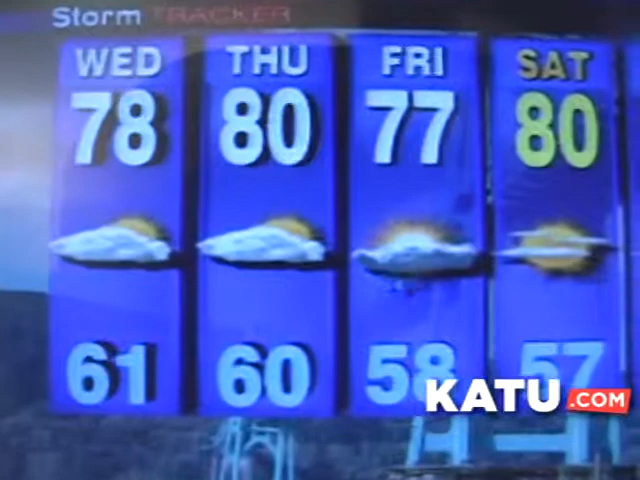 Storm TRACKER
WED THU FRI SAT
78 80 77 80
61 60 58 57
KATU.COM